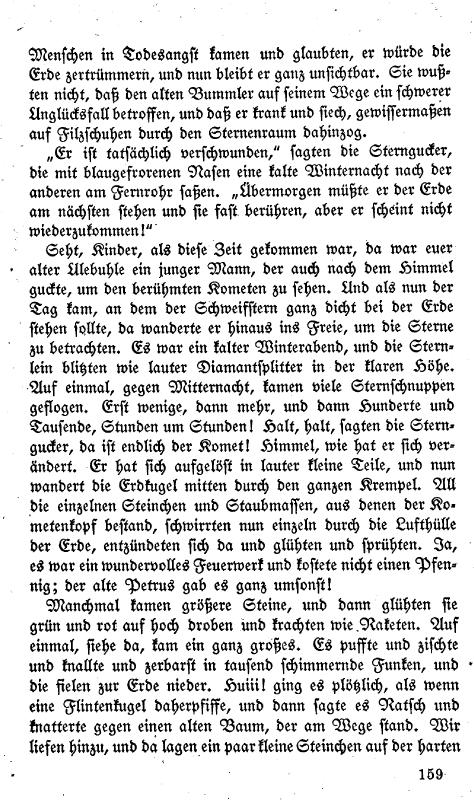 Menschen in Todesangst kamen und glaubten, er würde die
Erde zertrümmern, und nun bleibt er ganz unsichtbar. Sie wuß-
ten nicht, daß den alten Bummler auf seinem Wege ein schwerer
Unglücksfall betroffen, und daß er krank und siech, gewissermaßen
auf Filzschuhen durch den Sternenraum dahinzog.
„Er ist tatsächlich verschwunden,“ sagten die Sterngucker,
die mit blaugefrorenen Nasen eine kalte Winternacht nach der
anderen am Fernrohr saßen. „Übermorgen müßte er der Erde
am nächsten stehen und sie fast berühren, aber er scheint nicht
wiederzukommen!“
Seht, Kinder, als diese Zeit gekommen war, da war euer
alter Ulebuhle ein junger Mann, der auch nach dem Himmel
guckte, um den berühmten Kometen zu sehen. Und als nun der
Tag kam, an dem der Schweifstern ganz dicht bei der Erde
stehen sollte, da wanderte er hinaus ins Freie, um die Sterne
zu betrachten. Es war ein kalter Winterabend, und die Stern-
lein blitzten wie lauter Diamantsplitter in der klaren Höhe.
Auf einmal, gegen Mitternacht, kamen viele Sternschnuppen
geflogen. Erst wenige, dann mehr, und dann Hunderte und
Tausende, Stunden um Stunden! Halt, halt, sagten die Stern-
gucker, da ist endlich der Komet! Himmel, wie hat er sich ver-
ändert. Er hat sich aufgelöst in lauter kleine Teile, und nun
wandert die Erdkugel mitten durch den ganzen Krempel. All
die einzelnen Steinchen und Staubmassen, aus denen der Ko-
metenkopf bestand, schwirrten nun einzeln durch die Lufthülle
der Erde, entzündeten sich da und glühten und sprühten. Ja,
es war ein wundervolles Feuerwerk und kostete nicht einen Pfen-
nig; der alte Petrus gab es ganz umsonst!
Manchmal kamen größere Steine, und dann glühten sie
grün und rot auf hoch droben und krachten wie Raketen. Auf
einmal, siehe da, kam ein ganz großes. Es puffte und zischte
und knallte und zerbarst in tausend schimmernde Funken, und
die fielen zur Erde nieder. Huiii! ging es plötzlich, als wenn
eine Flintenkugel daherpfiffe, und dann sagte es Ratsch und
knatterte gegen einen alten Baum, der am Wege stand. Wir
liefen hinzu, und da lagen ein paar kleine Steinchen auf der harten
159